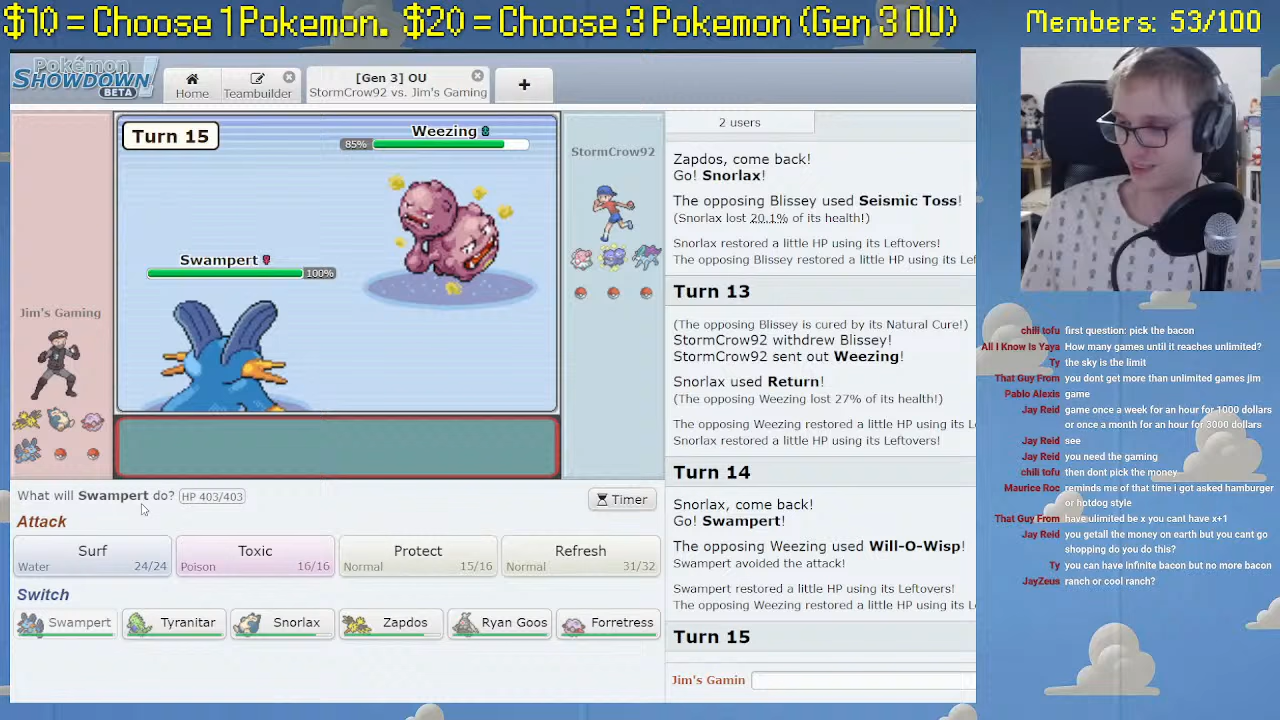 $10 = Choose 1 Pokemon. $20 = Choose 3 Pokemon (Gen 3 OU)
Members: 53/100
Pokémon
SHOWDOWN!
BETA
Home
Teambuilder
[Gen 3] OU
StormCrow92 vs. Jim's Gaming
+
Turn 15
Weezing
85%
Swampert
100%
Jim's Gaming
StormCrow92
2 users
Zapdos, come back!
Go! Snorlax!
The opposing Blissey used Seismic Toss!
(Snorlax lost 20.1% of its health!)
Snorlax restored a little HP using its Leftovers!
The opposing Blissey restored a little HP using its Lef
Turn 13
(The opposing Blissey is cured by its Natural Cure!)
StormCrow92 withdrew Blissey!
StormCrow92 sent out Weezing!
Snorlax used Return!
(The opposing Weezing lost 27% of its health!)
The opposing Weezing restored a little HP using its L
Snorlax restored a little HP using its Leftovers!
Turn 14
Snorlax, come back!
Go! Swampert!
The opposing Weezing used Will-O-Wisp!
Swampert avoided the attack!
Swampert restored a little HP using its Leftovers!
The opposing Weezing restored a little HP using its L
Turn 15
Jim's Gamin
What will Swampert do? HP 403/403
Timer
Attack
Surf
Water 24/24
Toxic
Poison 16/16
Protect
Normal 15/16
Refresh
Normal 31/32
Switch
Swampert
Tyranitar
Snorlax
Zapdos
Ryan Goos
Forretress
chili tofu first question: pick the bacon
All I Know Is Yaya How many games until it reaches unlimited?
Ty the sky is the limit
That Guy From you dont get more than unlimited games jim
Pablo Alexis game
Jay Reid game once a week for an hour for 1000 dollars
or once a month for an hour for 3000 dollars
Jay Reid see
Jay Reid you need the gaming
chili tofu then dont pick the money
Maurice Roc reminds me of that time i got asked hamburger
or hotdog style
That Guy From have ulimited be x you cant have x+1
Jay Reid you getall the money on earth but you cant go
shopping do you do this?
Ty you can have infinite bacon but no more bacon
JayZeus ranch or cool ranch?